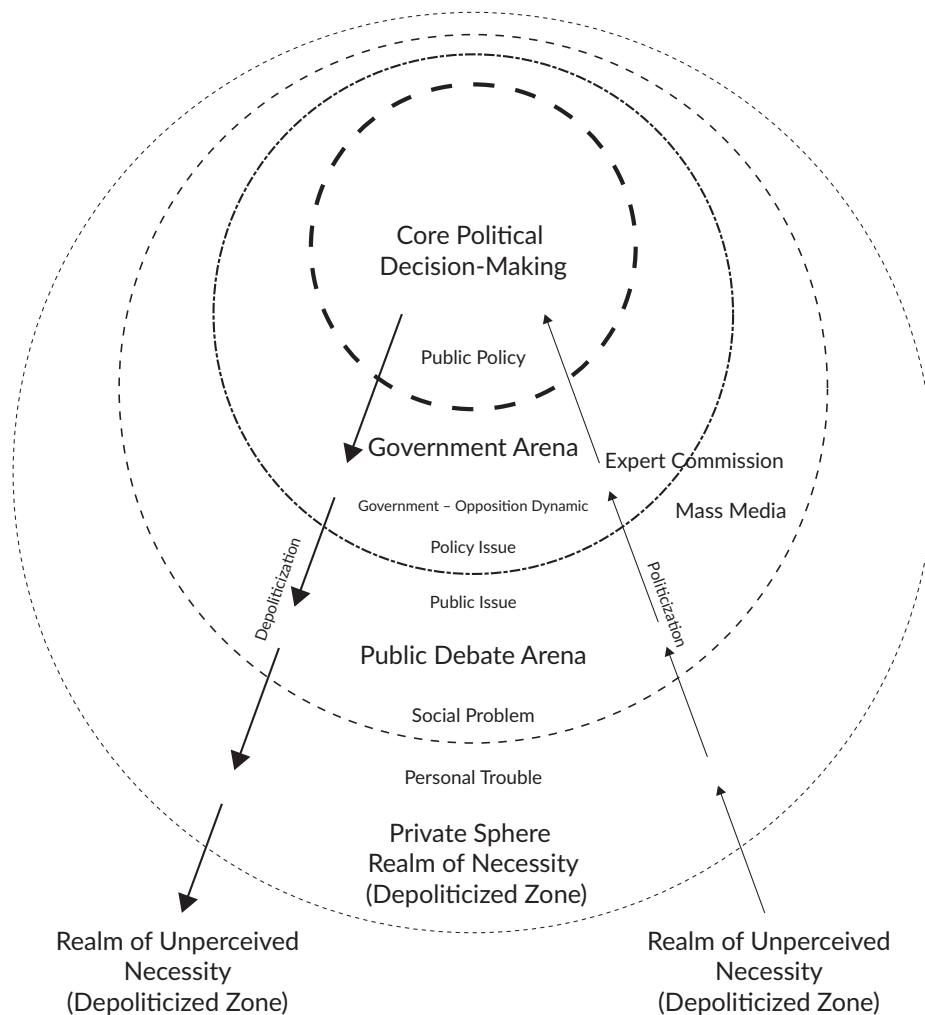 Core Political
Decision-Making
Public Policy
Government Arena
Expert Commission
Government – Opposition Dynamic
Mass Media
Policy Issue
Depoliticization
Politicization
Public Issue
Public Debate Arena
Social Problem
Personal Trouble
Private Sphere
Realm of Necessity
(Depoliticized Zone)
Realm of Unperceived
Necessity
(Depoliticized Zone)
Realm of Unperceived
Necessity
(Depoliticized Zone)